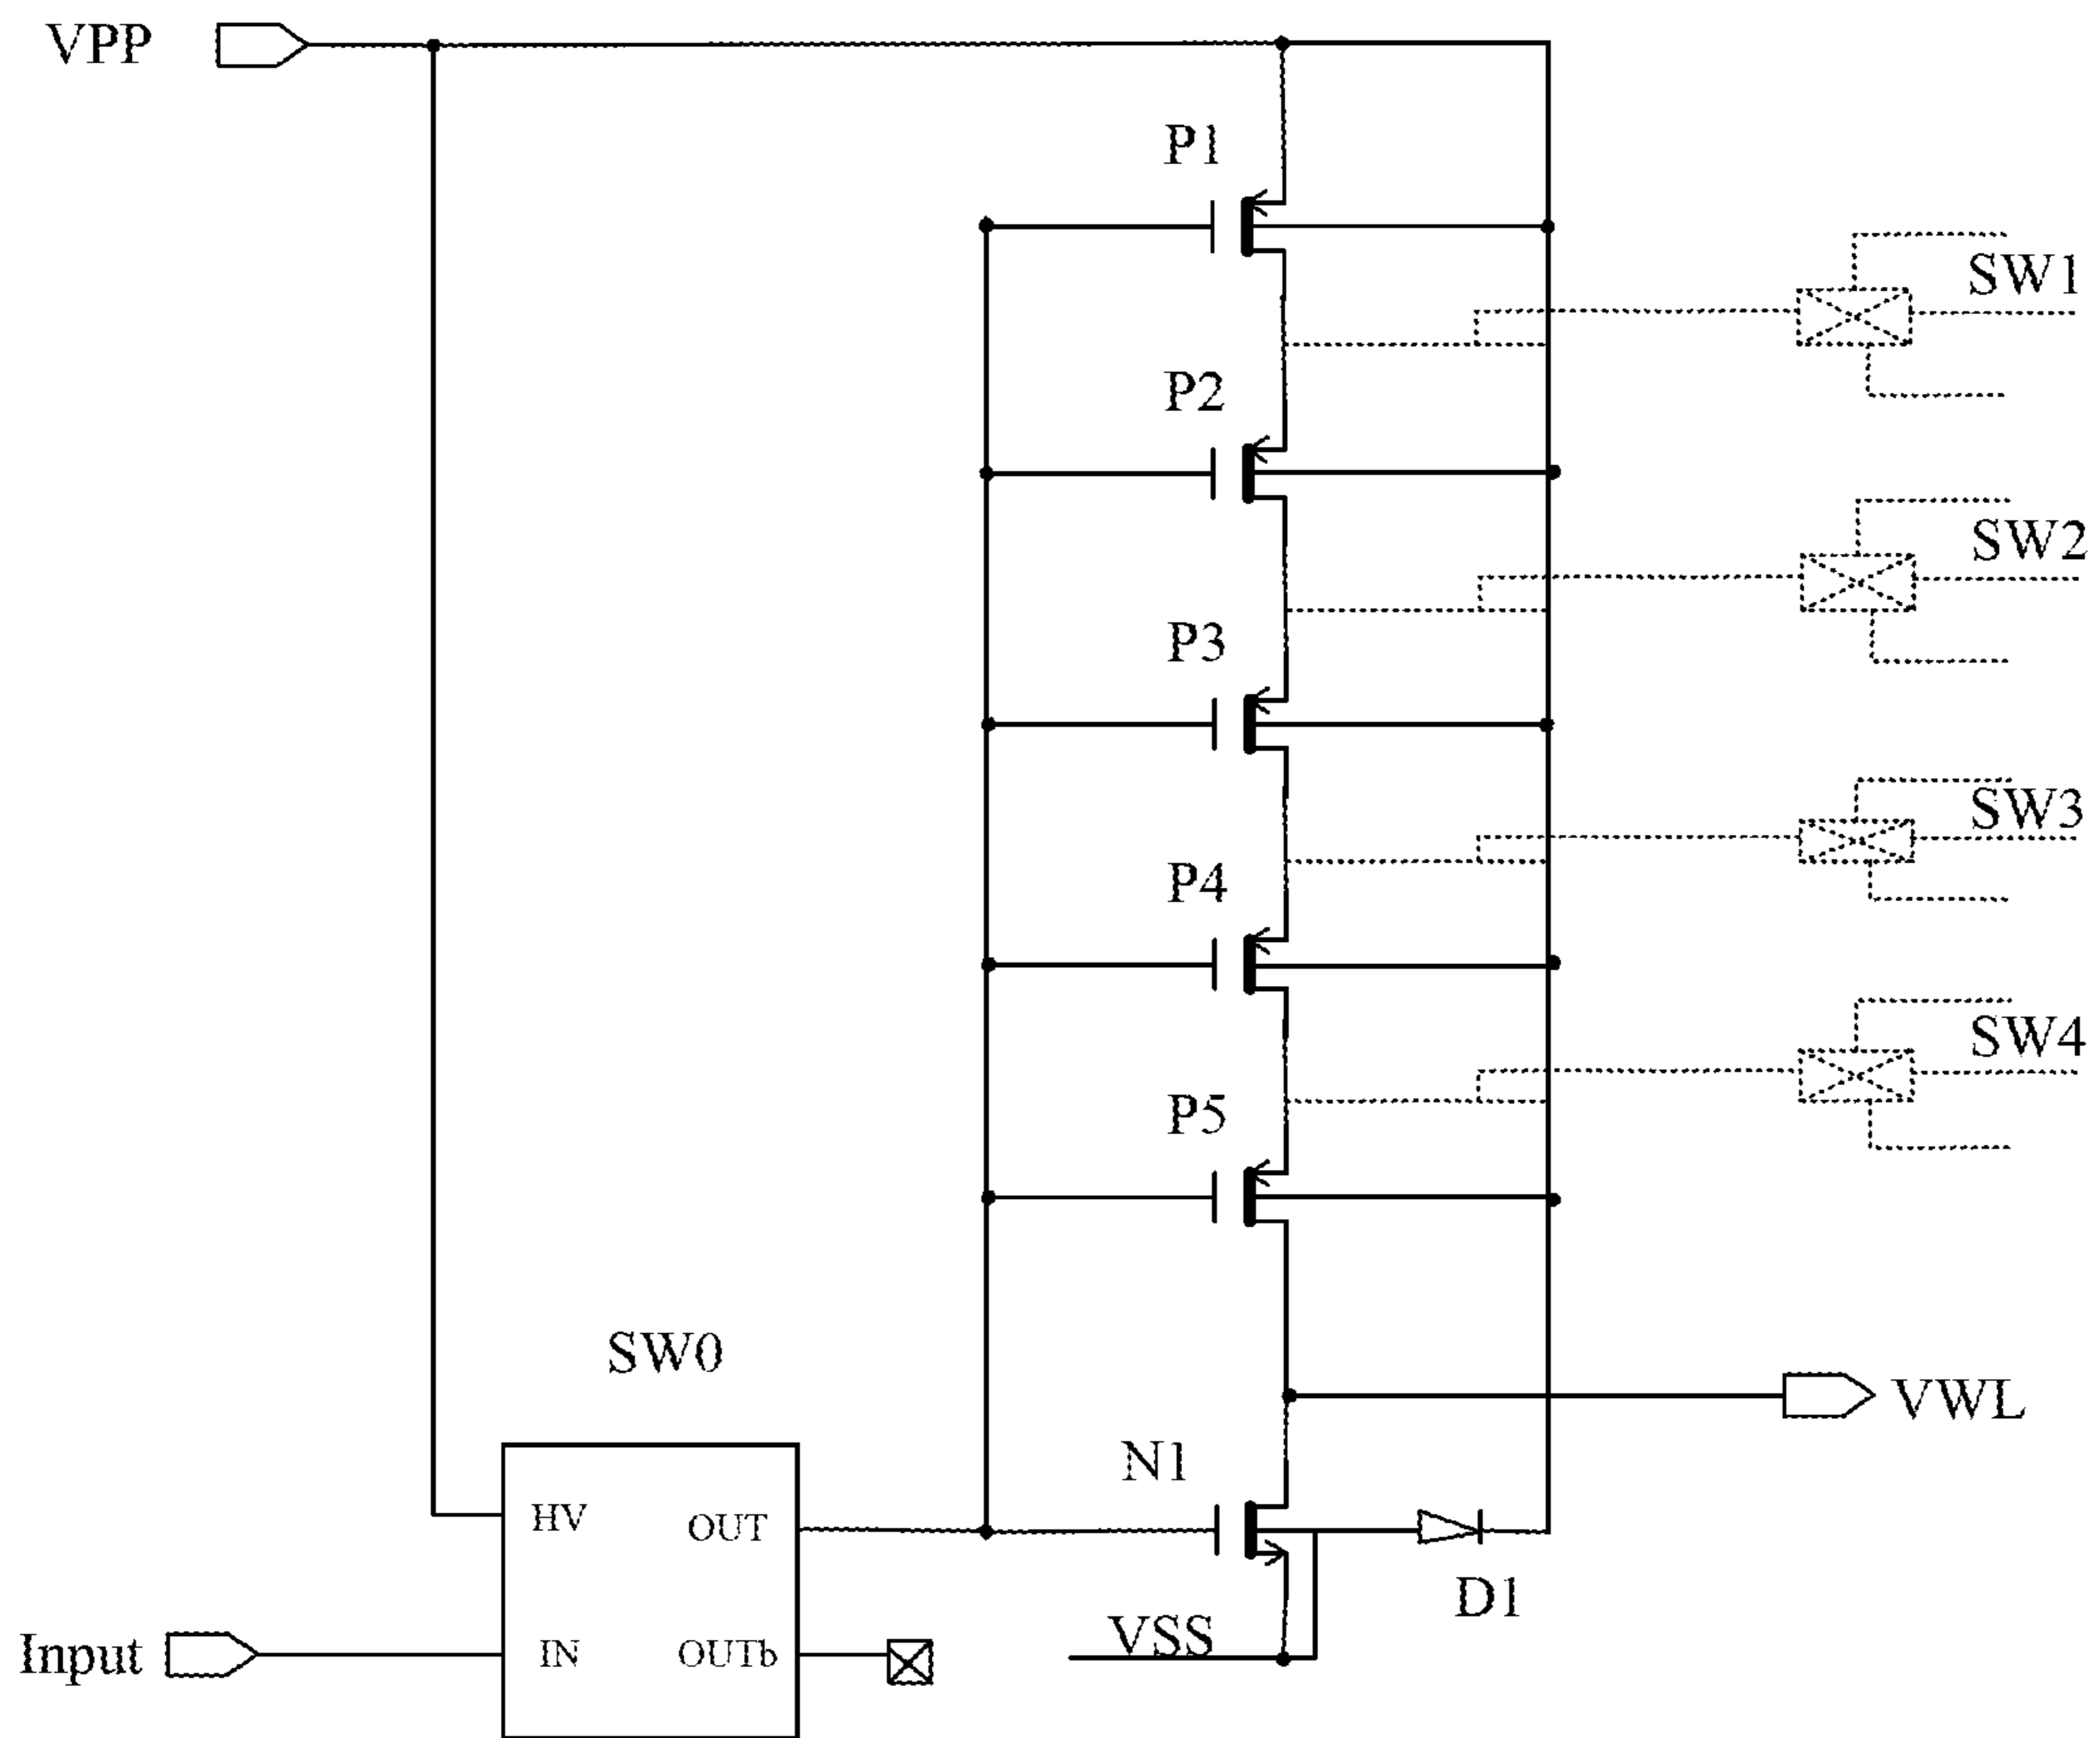 VPP
P1
SW1
P2
SW2
P3
SW3
P4
SW4
P5
SW0
VWL
N1
HV
OUT
D1
VSS
Input
IN
OUTb